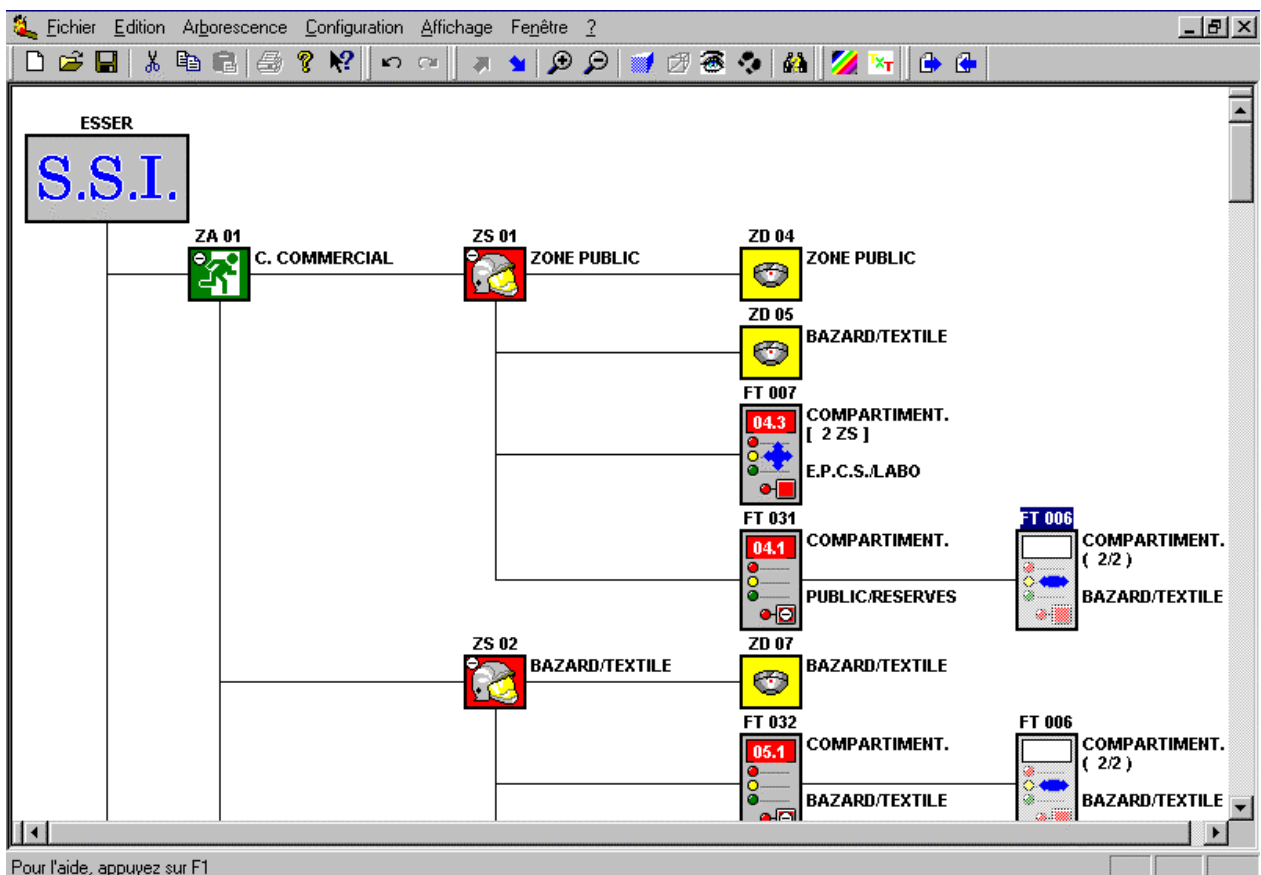 Fichier Edition Arborescence Configuration Affichage Fenêtre ?
TXT
ESSER
S.S.I.
ZA 01
C. COMMERCIAL
ZS 01
ZONE PUBLIC
ZD 04
ZONE PUBLIC
ZD 05
BAZARD/TEXTILE
FT 007
04.3
COMPARTIMENT.
[ 2 ZS ]
E.P.C.S./LABO
FT 031
04.1
COMPARTIMENT.
PUBLIC/RESERVES
FT 006
COMPARTIMENT.
( 2/2 )
BAZARD/TEXTILE
ZS 02
BAZARD/TEXTILE
ZD 07
BAZARD/TEXTILE
FT 032
05.1
COMPARTIMENT.
BAZARD/TEXTILE
FT 006
COMPARTIMENT.
( 2/2 )
BAZARD/TEXTILE
Pour l'aide, appuyez sur F1